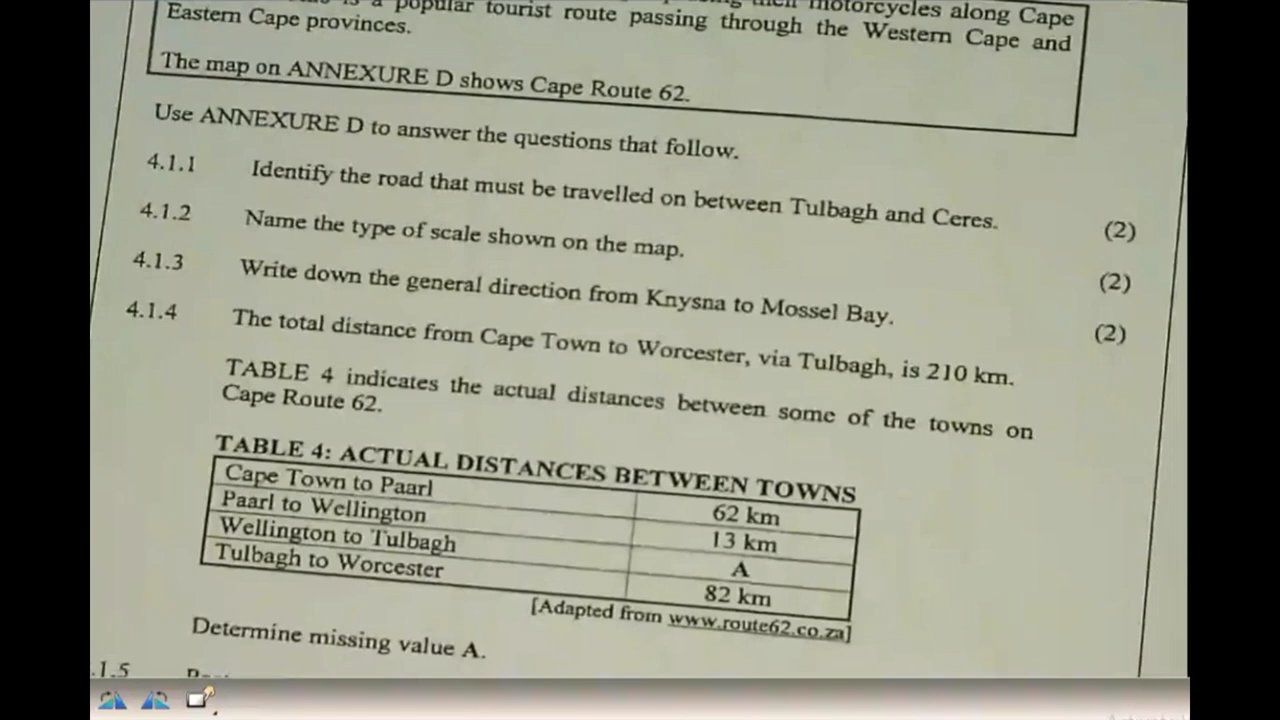 motorcycles along Cape
is a popular tourist route passing through the Western Cape and
Eastern Cape provinces.
The map on ANNEXURE D shows Cape Route 62.
Use ANNEXURE D to answer the questions that follow.
4.1.1 Identify the road that must be travelled on between Tulbagh and Ceres. (2)
4.1.2 Name the type of scale shown on the map. (2)
4.1.3 Write down the general direction from Knysna to Mossel Bay. (2)
4.1.4 The total distance from Cape Town to Worcester, via Tulbagh, is 210 km.
TABLE 4 indicates the actual distances between some of the towns on
Cape Route 62.
TABLE 4: ACTUAL DISTANCES BETWEEN TOWNS
Cape Town to Paarl 62 km
Paarl to Wellington 13 km
Wellington to Tulbagh A
Tulbagh to Worcester 82 km
[Adapted from www.route62.co.za]
Determine missing value A.
.1.5